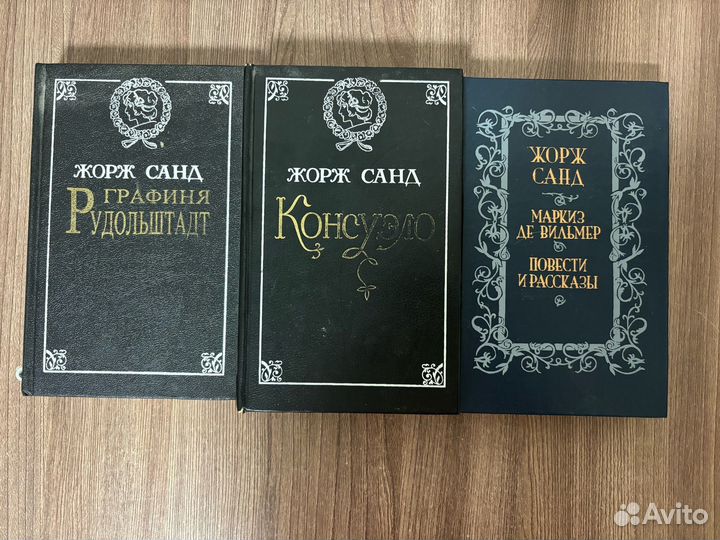 ЖОРЖ САНД
ГРАФИНЯ
РУДОЛЬШТАДТ
ЖОРЖ САНД
КОНСУЭЛО
ЖОРЖ
САНД
МАРКИЗ
ДЕ ВИЛЬМЕР
ПОВЕСТИ
И РАССКАЗЫ
Avito